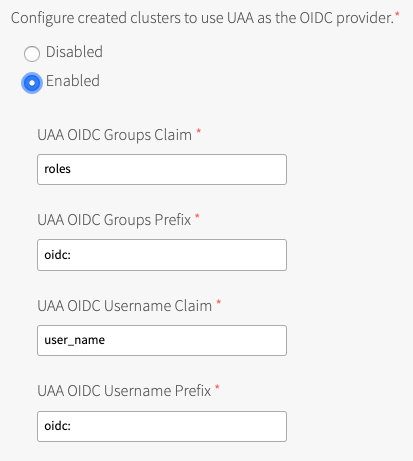 Configure created clusters to use UAA as the OIDC provider.*
Disabled
Enabled
UAA OIDC Groups Claim *
roles
UAA OIDC Groups Prefix *
oidc:
UAA OIDC Username Claim *
user_name
UAA OIDC Username Prefix *
oidc: